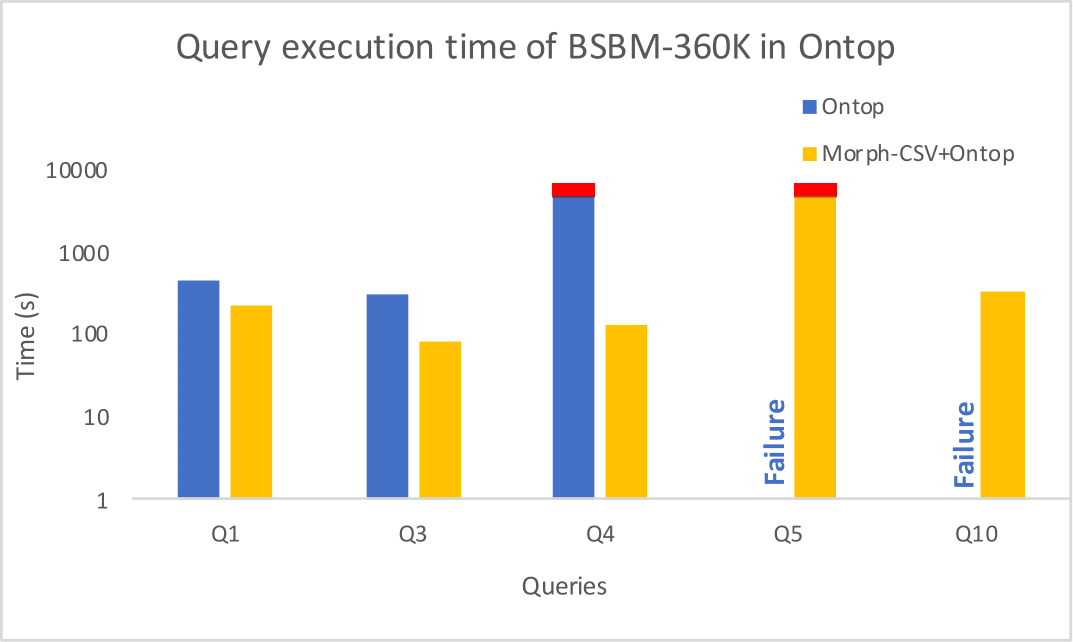 Query execution time of BSBM-360K in Ontop
Ontop
Morph-CSV+Ontop
10000
1000
100
10
1
Time (s)
Failure
Failure
Q1
Q3
Q4
Q5
Q10
Queries